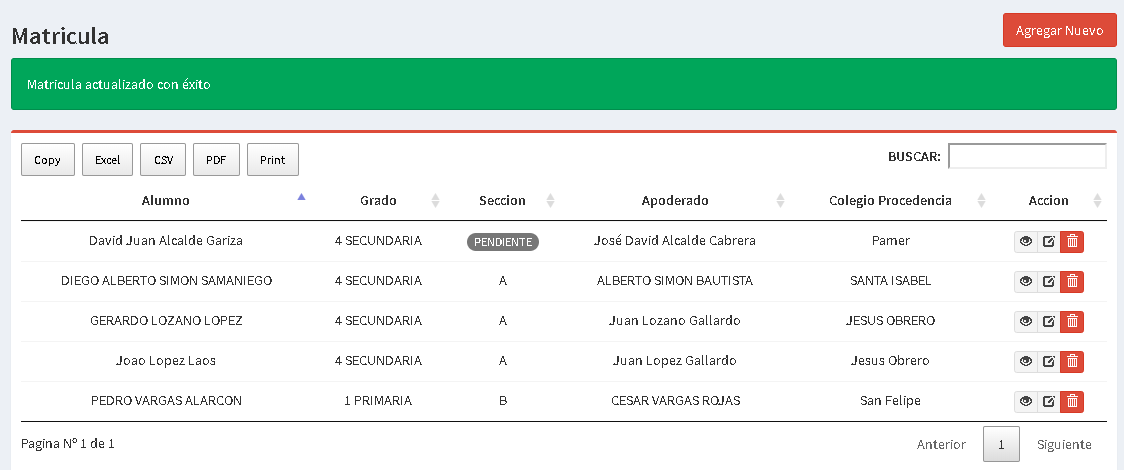 Matricula
Agregar Nuevo
Matricula actualizado con éxito
Copy Excel CSV PDF Print BUSCAR:
Alumno Grado Seccion Apoderado Colegio Procedencia Accion
David Juan Alcalde Gariza 4 SECUNDARIA PENDIENTE José David Alcalde Cabrera Pamer
DIEGO ALBERTO SIMON SAMANIEGO 4 SECUNDARIA A ALBERTO SIMON BAUTISTA SANTA ISABEL
GERARDO LOZANO LOPEZ 4 SECUNDARIA A Juan Lozano Gallardo JESUS OBRERO
Joao Lopez Laos 4 SECUNDARIA A Juan Lopez Gallardo Jesus Obrero
PEDRO VARGAS ALARCON 1 PRIMARIA B CESAR VARGAS ROJAS San Felipe
Pagina Nº 1 de 1 Anterior 1 Siguiente